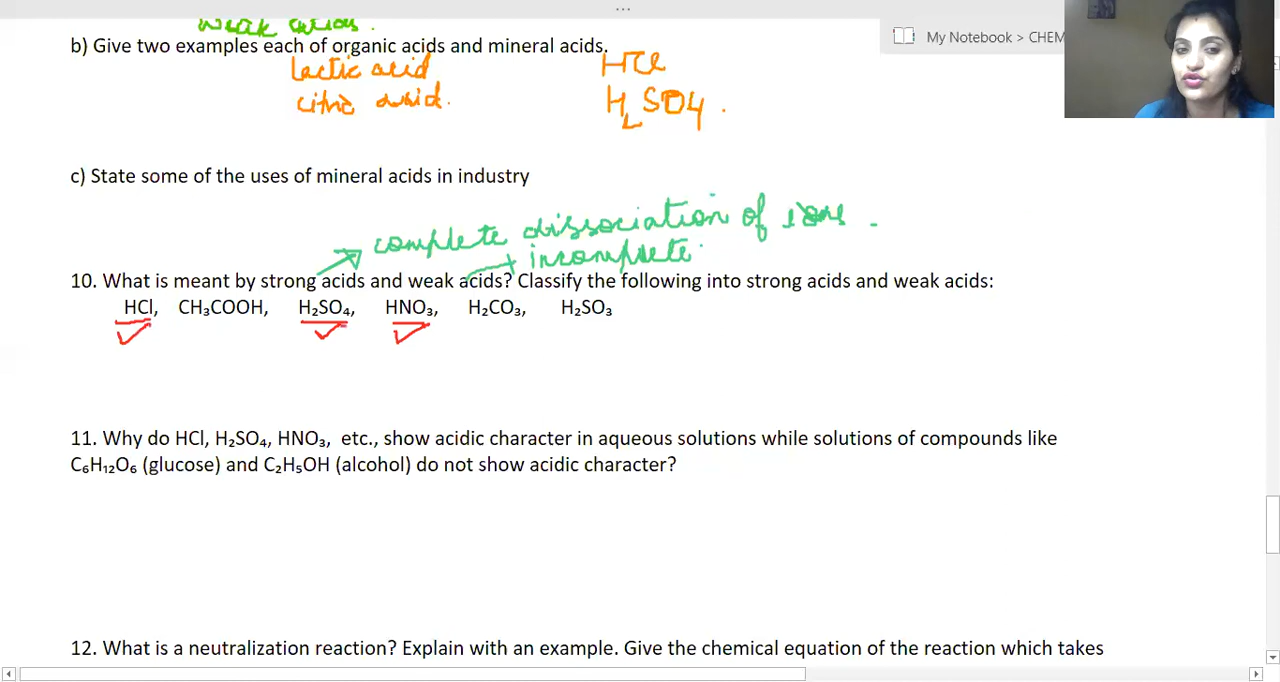 weak acids.
b) Give two examples each of organic acids and mineral acids.
My Notebook > CHEM
lactic acid HCl
citric acid. H₂SO4.
c) State some of the uses of mineral acids in industry
complete dissociation of ions.
incomplete
10. What is meant by strong acids and weak acids? Classify the following into strong acids and weak acids:
HCl, CH₃COOH, H₂SO₄, HNO₃, H₂CO₃, H₂SO₃
11. Why do HCl, H₂SO₄, HNO₃, etc., show acidic character in aqueous solutions while solutions of compounds like
C₆H₁₂O₆ (glucose) and C₂H₅OH (alcohol) do not show acidic character?
12. What is a neutralization reaction? Explain with an example. Give the chemical equation of the reaction which takes